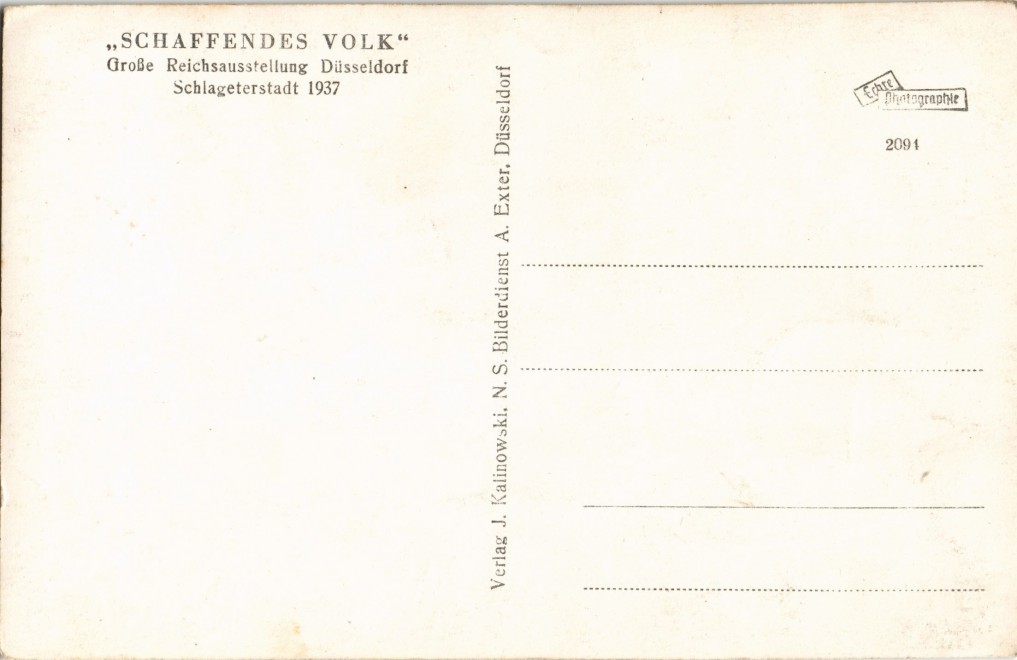 „SCHAFFENDES VOLK“
Große Reichsausstellung Düsseldorf
Schlageterstadt 1937
Verlag J. Kalinowski, N. S. Bilderdienst A. Exter, Düsseldorf
Echte
Photographie
2091